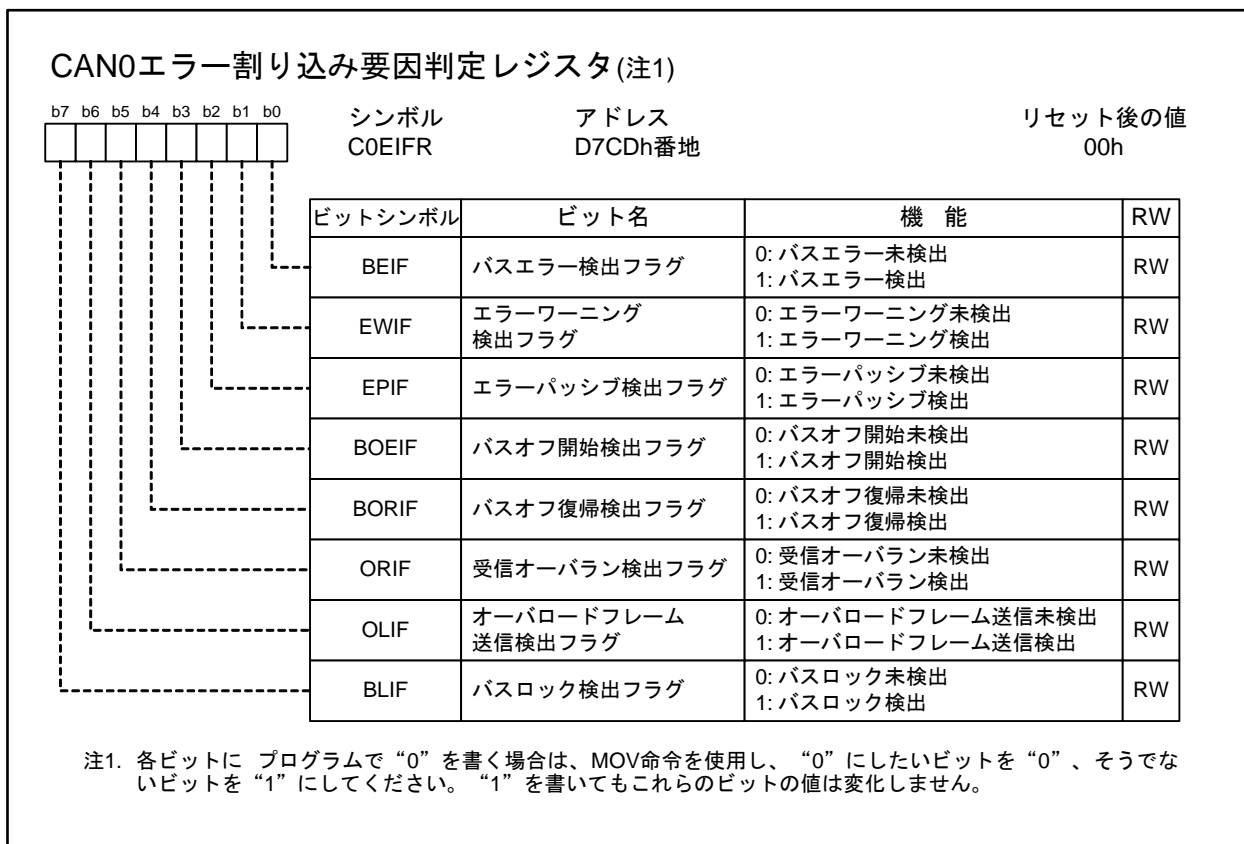 CAN0エラー割り込み要因判定レジスタ(注1)
b7 b6 b5 b4 b3 b2 b1 b0
シンボル アドレス リセット後の値
C0EIFR D7CDh番地 00h
ビットシンボル ビット名 機 能 RW
BEIF バスエラー検出フラグ 0: バスエラー未検出 RW
1: バスエラー検出
EWIF エラーワーニング 0: エラーワーニング未検出 RW
検出フラグ 1: エラーワーニング検出
EPIF エラーパッシブ検出フラグ 0: エラーパッシブ未検出 RW
1: エラーパッシブ検出
BOEIF バスオフ開始検出フラグ 0: バスオフ開始未検出 RW
1: バスオフ開始検出
BORIF バスオフ復帰検出フラグ 0: バスオフ復帰未検出 RW
1: バスオフ復帰検出
ORIF 受信オーバラン検出フラグ 0: 受信オーバラン未検出 RW
1: 受信オーバラン検出
OLIF オーバロードフレーム 0: オーバロードフレーム送信未検出 RW
送信検出フラグ 1: オーバロードフレーム送信検出
BLIF バスロック検出フラグ 0: バスロック未検出 RW
1: バスロック検出
注1. 各ビットに プログラムで“0”を書く場合は、MOV命令を使用し、“0”にしたいビットを“0”、そうでな
いビットを“1”にしてください。“1”を書いてもこれらのビットの値は変化しません。